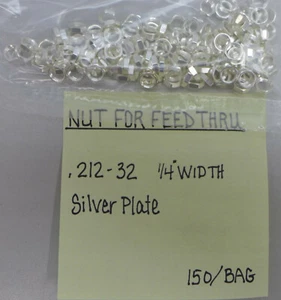 NUT FOR FEEDTHRU
.212-32 1/4" WIDTH
Silver Plate
150/BAG